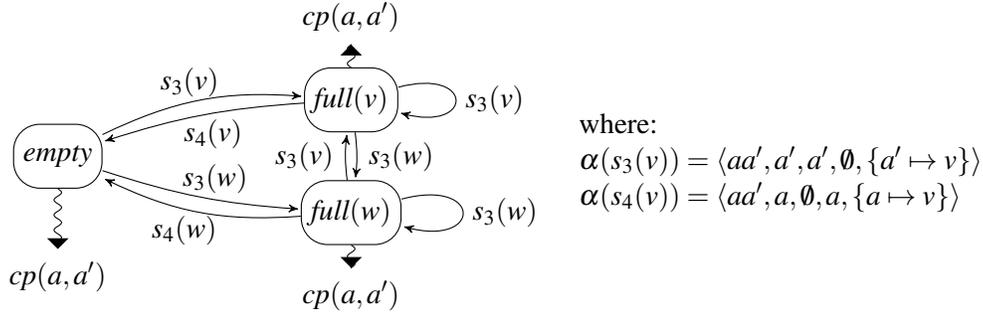 cp(a,a′)
s₃(v)
full(v)
s₃(v)
s₄(v)
empty
s₃(v)
s₃(w)
s₃(w)
full(w)
s₃(w)
s₄(w)
cp(a,a′)
cp(a,a′)
where:
α(s₃(v)) = ⟨aa′,a′,a′,∅,{a′ ↦ v}⟩
α(s₄(v)) = ⟨aa′,a,∅,a,{a ↦ v}⟩